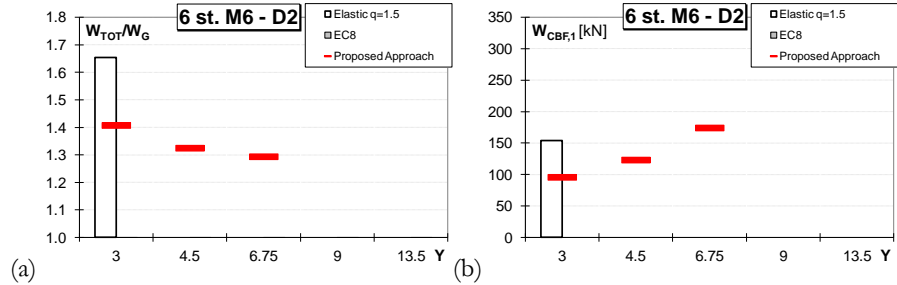 6 st. M6 - D2
W_TOT/W_G
Elastic q=1.5
EC8
Proposed Approach
1.8
1.7
1.6
1.5
1.4
1.3
1.2
1.1
1.0
3 4.5 6.75 9 13.5 Y
(a)
6 st. M6 - D2
W_CBF,1 [kN]
Elastic q=1.5
EC8
Proposed Approach
350
300
250
200
150
100
50
0
3 4.5 6.75 9 13.5 Y
(b)